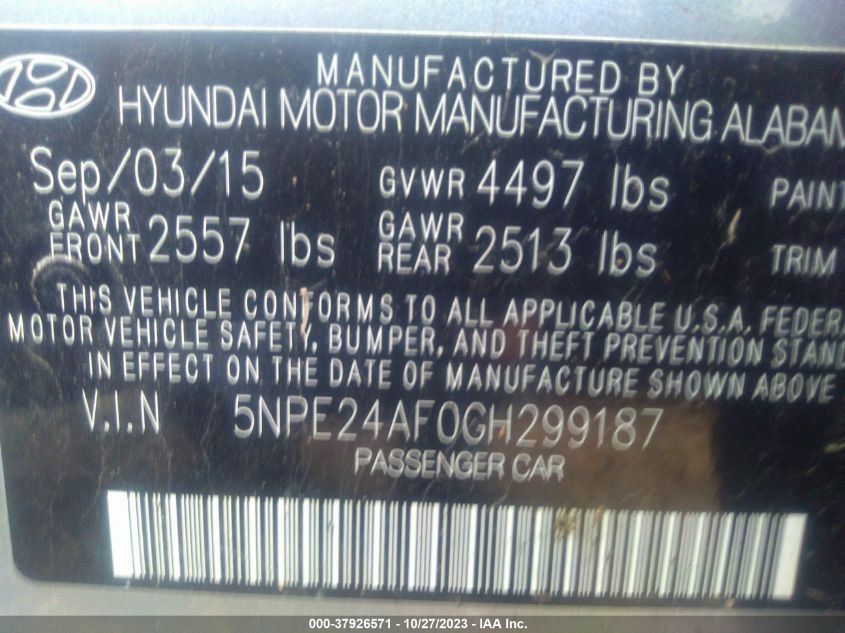 MANUFACTURED BY
HYUNDAI MOTOR MANUFACTURING ALABAM
Sep/03/15 GVWR 4497 lbs PAINT
GAWR FRONT 2557 lbs GAWR REAR 2513 lbs TRIM
THIS VEHICLE CONFORMS TO ALL APPLICABLE U.S.A. FEDERA
MOTOR VEHICLE SAFETY, BUMPER, AND THEFT PREVENTION STAND
IN EFFECT ON THE DATE OF MANUFACTURE SHOWN ABOVE
V.I.N 5NPE24AF0GH299187
PASSENGER CAR
000-37926571 - 10/27/2023 - IAA Inc.